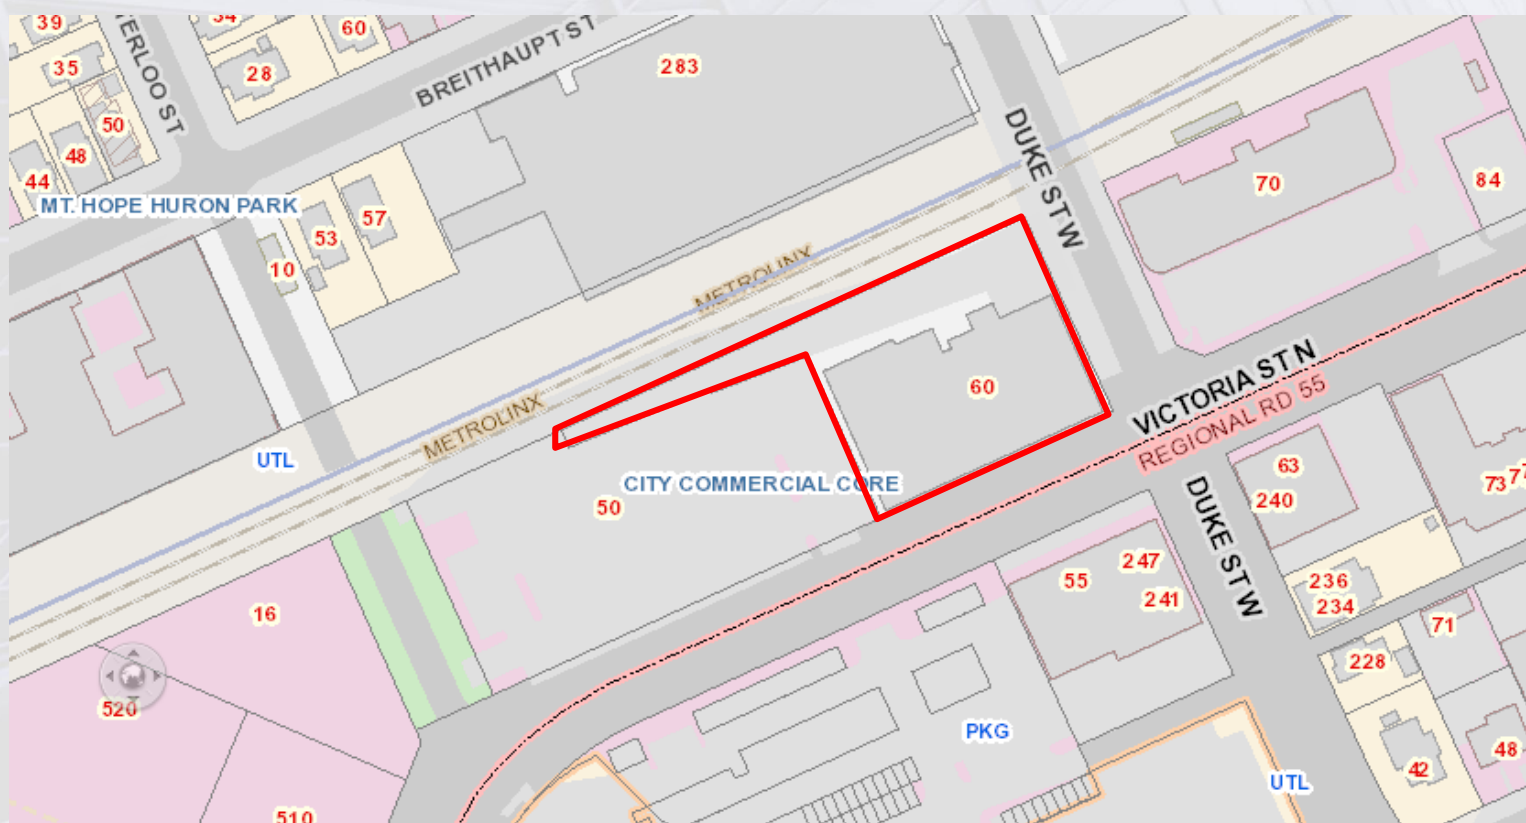 39
34
60
35
28
283
BREITHAUPT ST
ERLOO ST
50
48
44
DUKE ST W
70
84
MT. HOPE HURON PARK
57
53
10
METROLINX
60
METROLINX
VICTORIA ST N
REGIONAL RD 55
UTL
CITY COMMERCIAL CORE
50
63
240
73
DUKE ST W
247
55
241
236
234
16
71
228
520
PKG
48
42
UTL
510